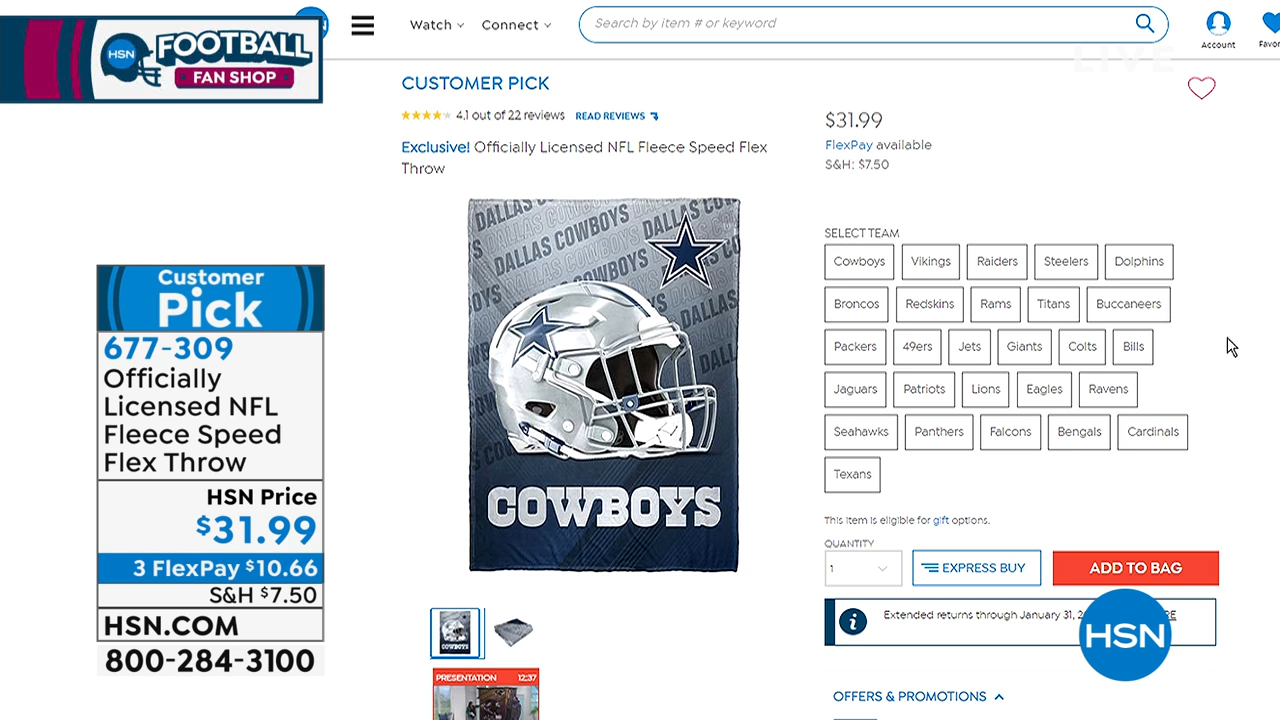 HSN
FOOTBALL
FAN SHOP
Watch
Connect
Search by item # or keyword
Account
LIVE
CUSTOMER PICK
4.1 out of 22 reviews READ REVIEWS
Exclusive! Officially Licensed NFL Fleece Speed Flex
Throw
$31.99
FlexPay available
S&H: $7.50
DALLAS COWBOYS
DALLAS COWBOYS
COWBOYS
SELECT TEAM
Cowboys Vikings Raiders Steelers Dolphins
Broncos Redskins Rams Titans Buccaneers
Packers 49ers Jets Giants Colts Bills
Jaguars Patriots Lions Eagles Ravens
Seahawks Panthers Falcons Bengals Cardinals
Texans
This item is eligible for gift options.
QUANTITY
1
EXPRESS BUY
ADD TO BAG
Extended returns through January 31,
HSN
OFFERS & PROMOTIONS
PRESENTATION 12:37
Customer
Pick
677-309
Officially
Licensed NFL
Fleece Speed
Flex Throw
HSN Price
$31.99
3 FlexPay $10.66
S&H $7.50
HSN.COM
800-284-3100